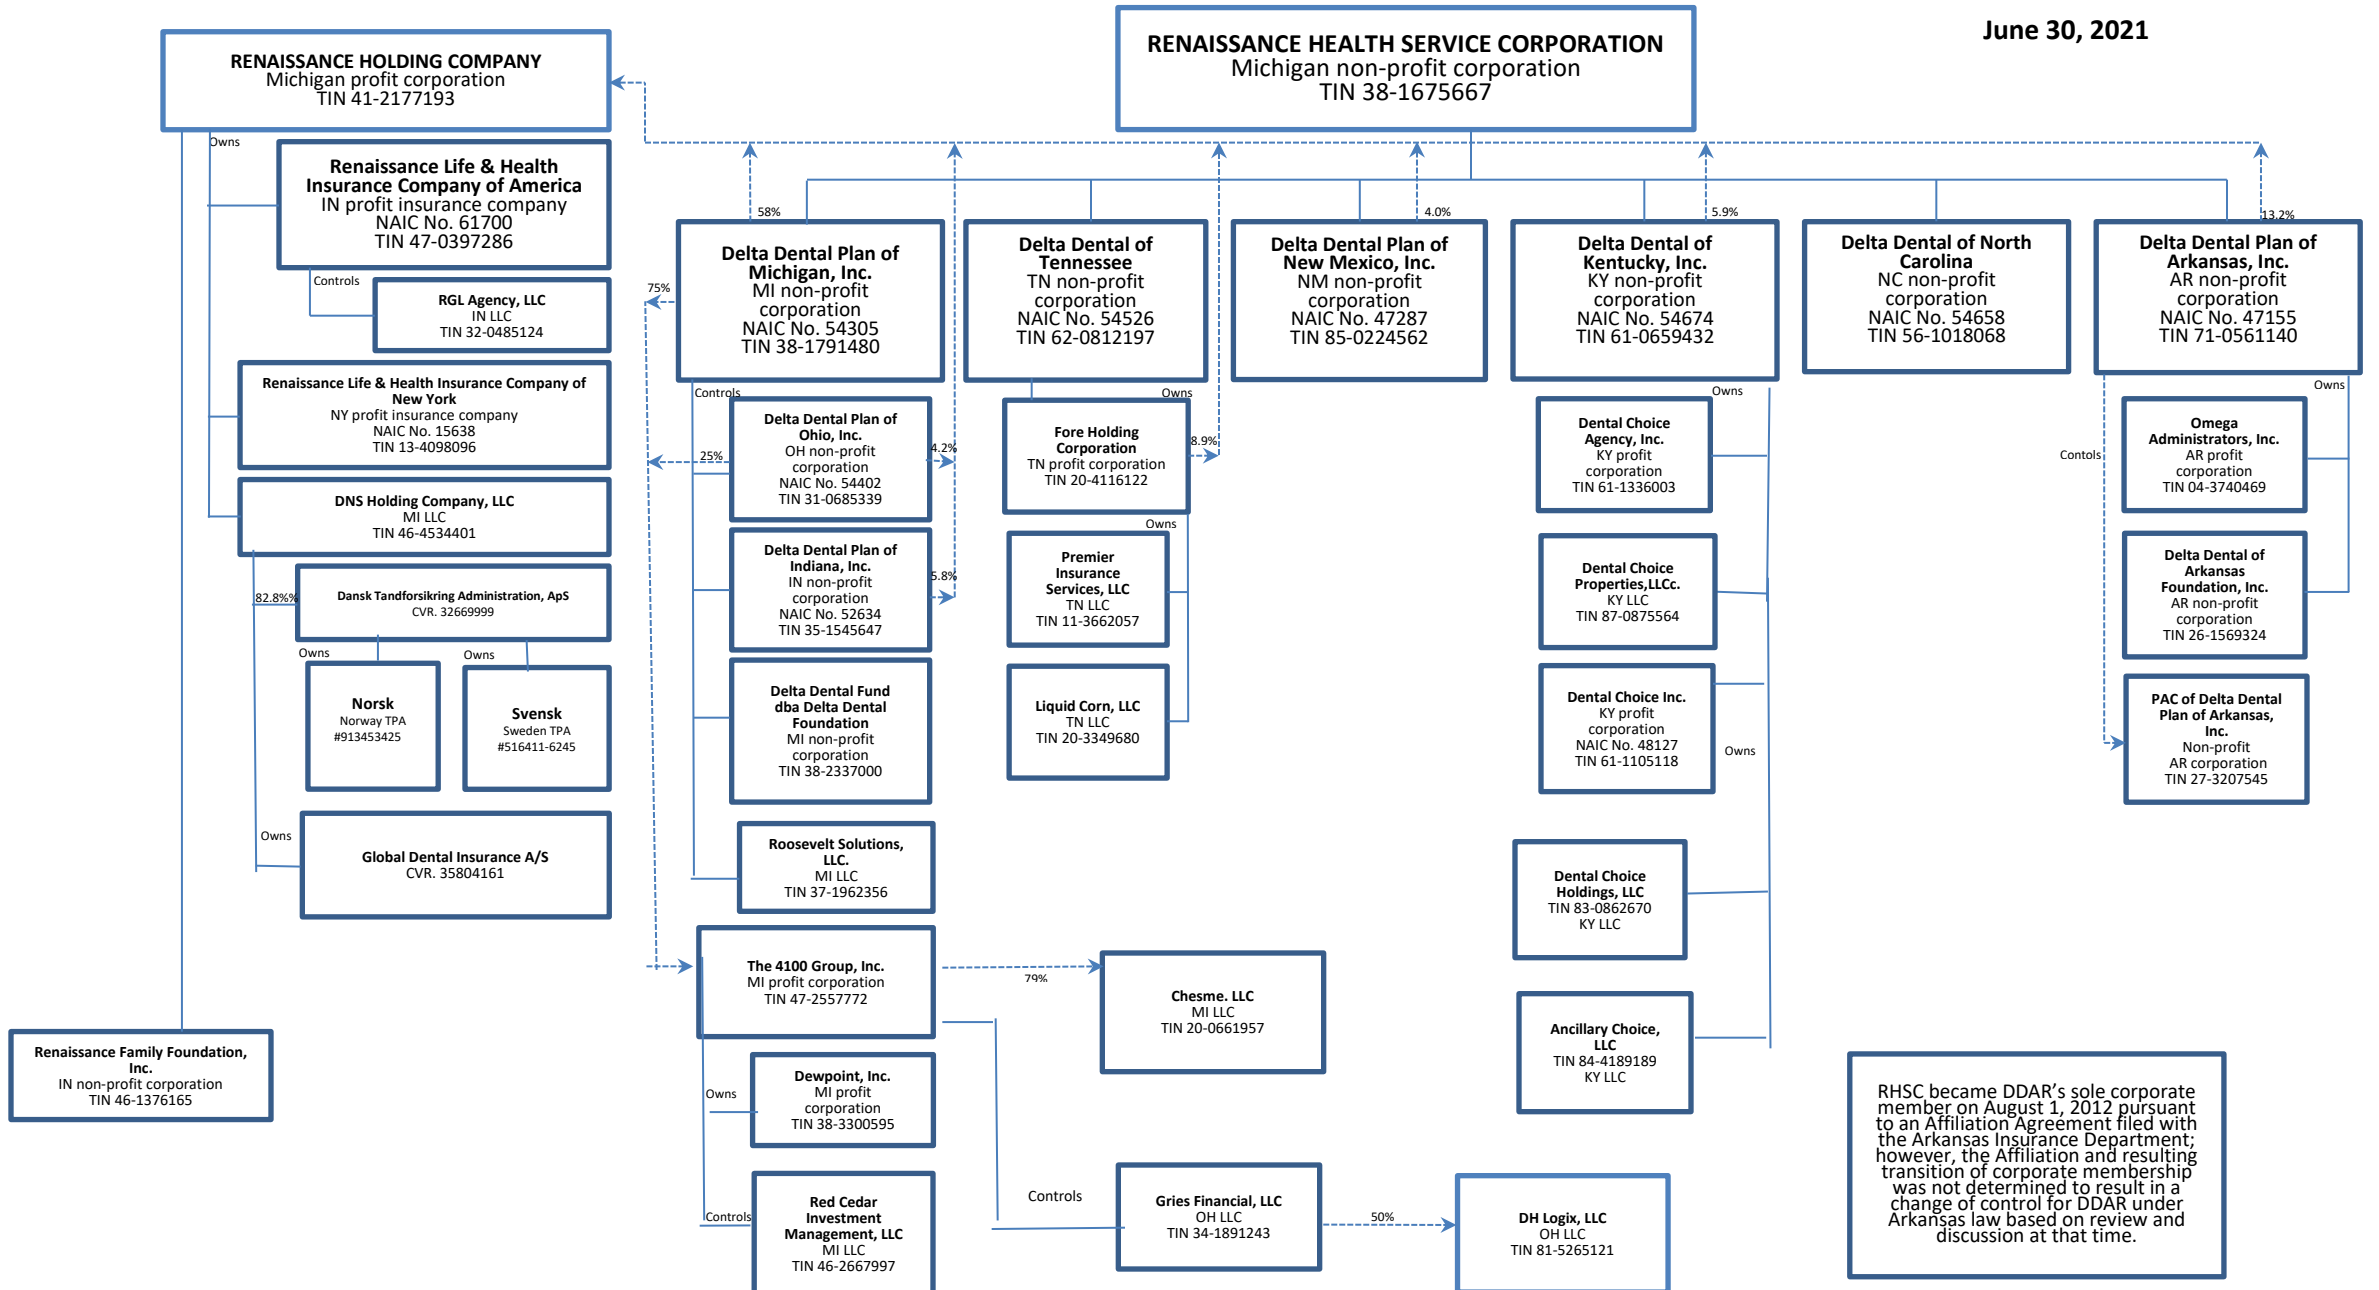 June 30, 2021
RENAISSANCE HOLDING COMPANY
Michigan profit corporation
TIN 41-2177193
RENAISSANCE HEALTH SERVICE CORPORATION
Michigan non-profit corporation
TIN 38-1675667
Owns
Renaissance Life & Health
Insurance Company of America
IN profit insurance company
NAIC No. 61700
TIN 47-0397286
Controls
RGL Agency, LLC
IN LLC
TIN 32-0485124
Renaissance Life & Health Insurance Company of
New York
NY profit insurance company
NAIC No. 15638
TIN 13-4098096
DNS Holding Company, LLC
MI LLC
TIN 46-4534401
82.8%%
Dansk Tandforsikring Administration, ApS
CVR. 32669999
Owns
Owns
Norsk
Norway TPA
#913453425
Svensk
Sweden TPA
#516411-6245
Owns
Global Dental Insurance A/S
CVR. 35804161
Renaissance Family Foundation,
Inc.
IN non-profit corporation
TIN 46-1376165
58%
75%
Delta Dental Plan of
Michigan, Inc.
MI non-profit
corporation
NAIC No. 54305
TIN 38-1791480
Controls
Delta Dental Plan of
Ohio, Inc.
OH non-profit
corporation
NAIC No. 54402
TIN 31-0685339
25%
4.2%
Delta Dental Plan of
Indiana, Inc.
IN non-profit
corporation
NAIC No. 52634
TIN 35-1545647
5.8%
Delta Dental Fund
dba Delta Dental
Foundation
MI non-profit
corporation
TIN 38-2337000
Roosevelt Solutions,
LLC.
MI LLC
TIN 37-1962356
The 4100 Group, Inc.
MI profit corporation
TIN 47-2557772
79%
Chesme. LLC
MI LLC
TIN 20-0661957
Owns
Dewpoint, Inc.
MI profit
corporation
TIN 38-3300595
Controls
Red Cedar
Investment
Management, LLC
MI LLC
TIN 46-2667997
Controls
Gries Financial, LLC
OH LLC
TIN 34-1891243
50%
DH Logix, LLC
OH LLC
TIN 81-5265121
Delta Dental of
Tennessee
TN non-profit
corporation
NAIC No. 54526
TIN 62-0812197
Owns
Fore Holding
Corporation
TN profit corporation
TIN 20-4116122
8.9%
Owns
Premier
Insurance
Services, LLC
TN LLC
TIN 11-3662057
Liquid Corn, LLC
TN LLC
TIN 20-3349680
4.0%
Delta Dental Plan of
New Mexico, Inc.
NM non-profit
corporation
NAIC No. 47287
TIN 85-0224562
5.9%
Delta Dental of
Kentucky, Inc.
KY non-profit
corporation
NAIC No. 54674
TIN 61-0659432
Owns
Dental Choice
Agency, Inc.
KY profit
corporation
TIN 61-1336003
Dental Choice
Properties,LLCc.
KY LLC
TIN 87-0875564
Dental Choice Inc.
KY profit
corporation
NAIC No. 48127
TIN 61-1105118
Owns
Dental Choice
Holdings, LLC
TIN 83-0862670
KY LLC
Ancillary Choice,
LLC
TIN 84-4189189
KY LLC
Delta Dental of North
Carolina
NC non-profit
corporation
NAIC No. 54658
TIN 56-1018068
13.2%
Delta Dental Plan of
Arkansas, Inc.
AR non-profit
corporation
NAIC No. 47155
TIN 71-0561140
Owns
Contols
Omega
Administrators, Inc.
AR profit
corporation
TIN 04-3740469
Delta Dental of
Arkansas
Foundation, Inc.
AR non-profit
corporation
TIN 26-1569324
PAC of Delta Dental
Plan of Arkansas,
Inc.
Non-profit
AR corporation
TIN 27-3207545
RHSC became DDAR’s sole corporate
member on August 1, 2012 pursuant
to an Affiliation Agreement filed with
the Arkansas Insurance Department;
however, the Affiliation and resulting
transition of corporate membership
was not determined to result in a
change of control for DDAR under
Arkansas law based on review and
discussion at that time.